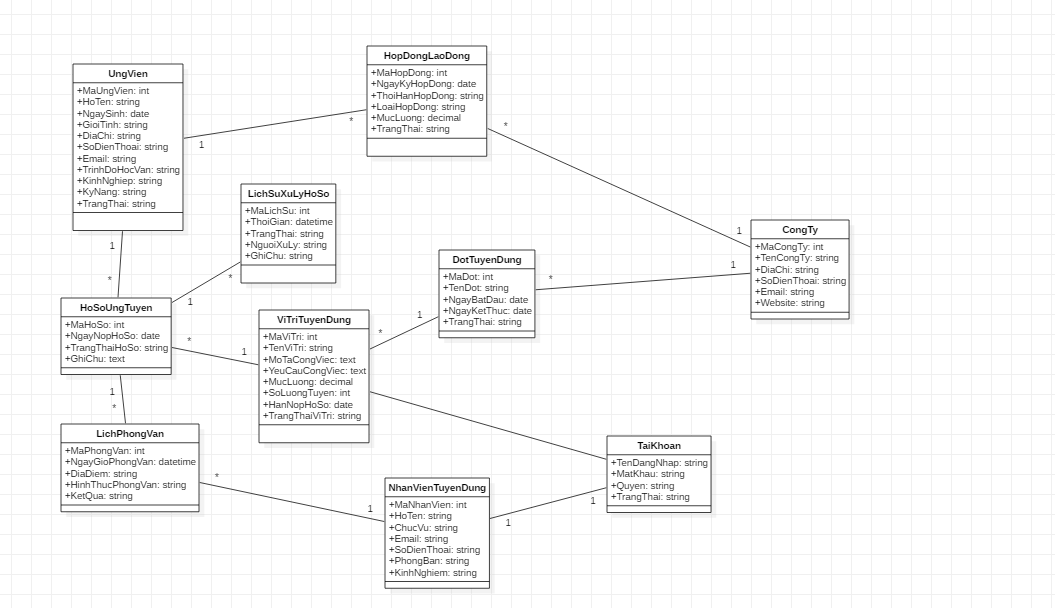 UngVien
+MaUngVien: int
+HoTen: string
+NgaySinh: date
+GioiTinh: string
+DiaChi: string
+SoDienThoai: string
+Email: string
+TrinhDoHocVan: string
+KinhNghiep: string
+KyNang: string
+TrangThai: string
HopDongLaoDong
+MaHopDong: int
+NgayKyHopDong: date
+ThoiHanHopDong: string
+LoaiHopDong: string
+MucLuong: decimal
+TrangThai: string
1
*
*
1
LichSuXuLyHoSo
+MaLichSu: int
+ThoiGian: datetime
+TrangThai: string
+NguoiXuLy: string
+GhiChu: string
CongTy
+MaCongTy: int
+TenCongTy: string
+DiaChi: string
+SoDienThoai: string
+Email: string
+Website: string
1
*
1
*
DotTuyenDung
+MaDot: int
+TenDot: string
+NgayBatDau: date
+NgayKetThuc: date
+TrangThai: string
*
1
HoSoUngTuyen
+MaHoSo: int
+NgayNopHoSo: date
+TrangThaiHoSo: string
+GhiChu: text
*
1
ViTriTuyenDung
+MaViTri: int
+TenViTri: string
+MoTaCongViec: text
+YeuCauCongViec: text
+MucLuong: decimal
+SoLuongTuyen: int
+HanNopHoSo: date
+TrangThaiViTri: string
*
1
1
*
LichPhongVan
+MaPhongVan: int
+NgayGioPhongVan: datetime
+DiaDiem: string
+HinhThucPhongVan: string
+KetQua: string
*
1
TaiKhoan
+TenDangNhap: string
+MatKhau: string
+Quyen: string
+TrangThai: string
NhanVienTuyenDung
+MaNhanVien: int
+HoTen: string
+ChucVu: string
+Email: string
+SoDienThoai: string
+PhongBan: string
+KinhNghiem: string
1
1